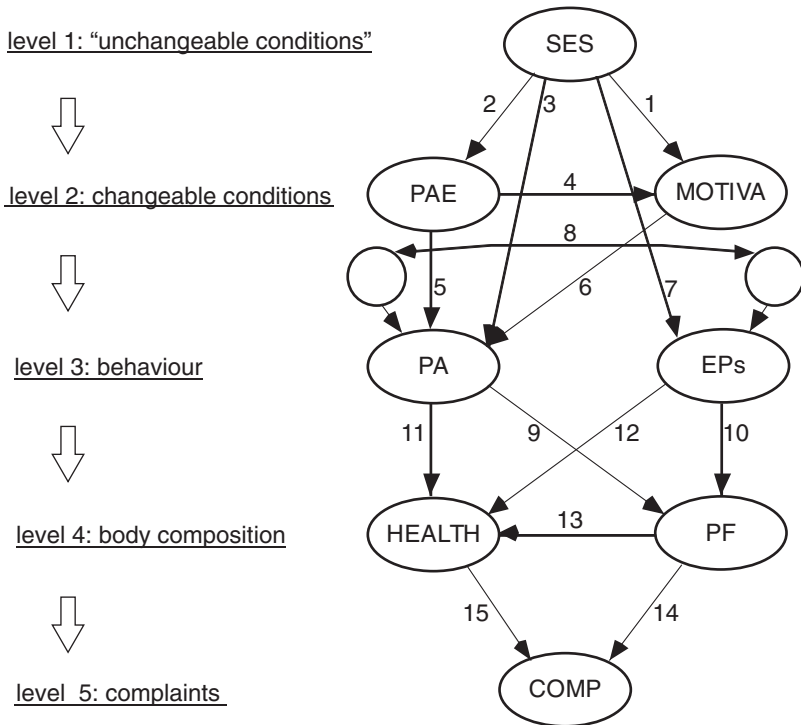 level 1: “unchangeable conditions”
SES
2
3
1
level 2: changeable conditions
PAE
4
MOTIVA
8
5
6
7
level 3: behaviour
PA
EPs
11
9
12
10
level 4: body composition
HEALTH
13
PF
15
14
level 5: complaints
COMP